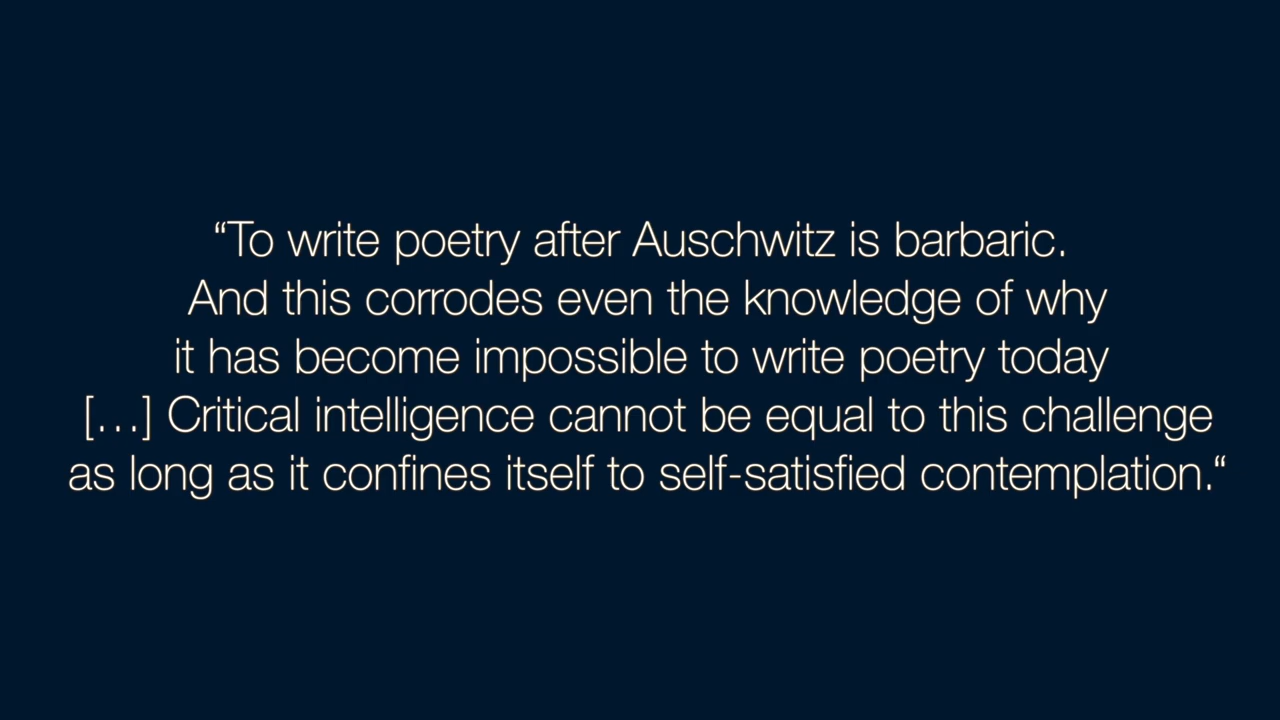 “To write poetry after Auschwitz is barbaric.
And this corrodes even the knowledge of why
it has become impossible to write poetry today
[…] Critical intelligence cannot be equal to this challenge
as long as it confines itself to self-satisfied contemplation.“